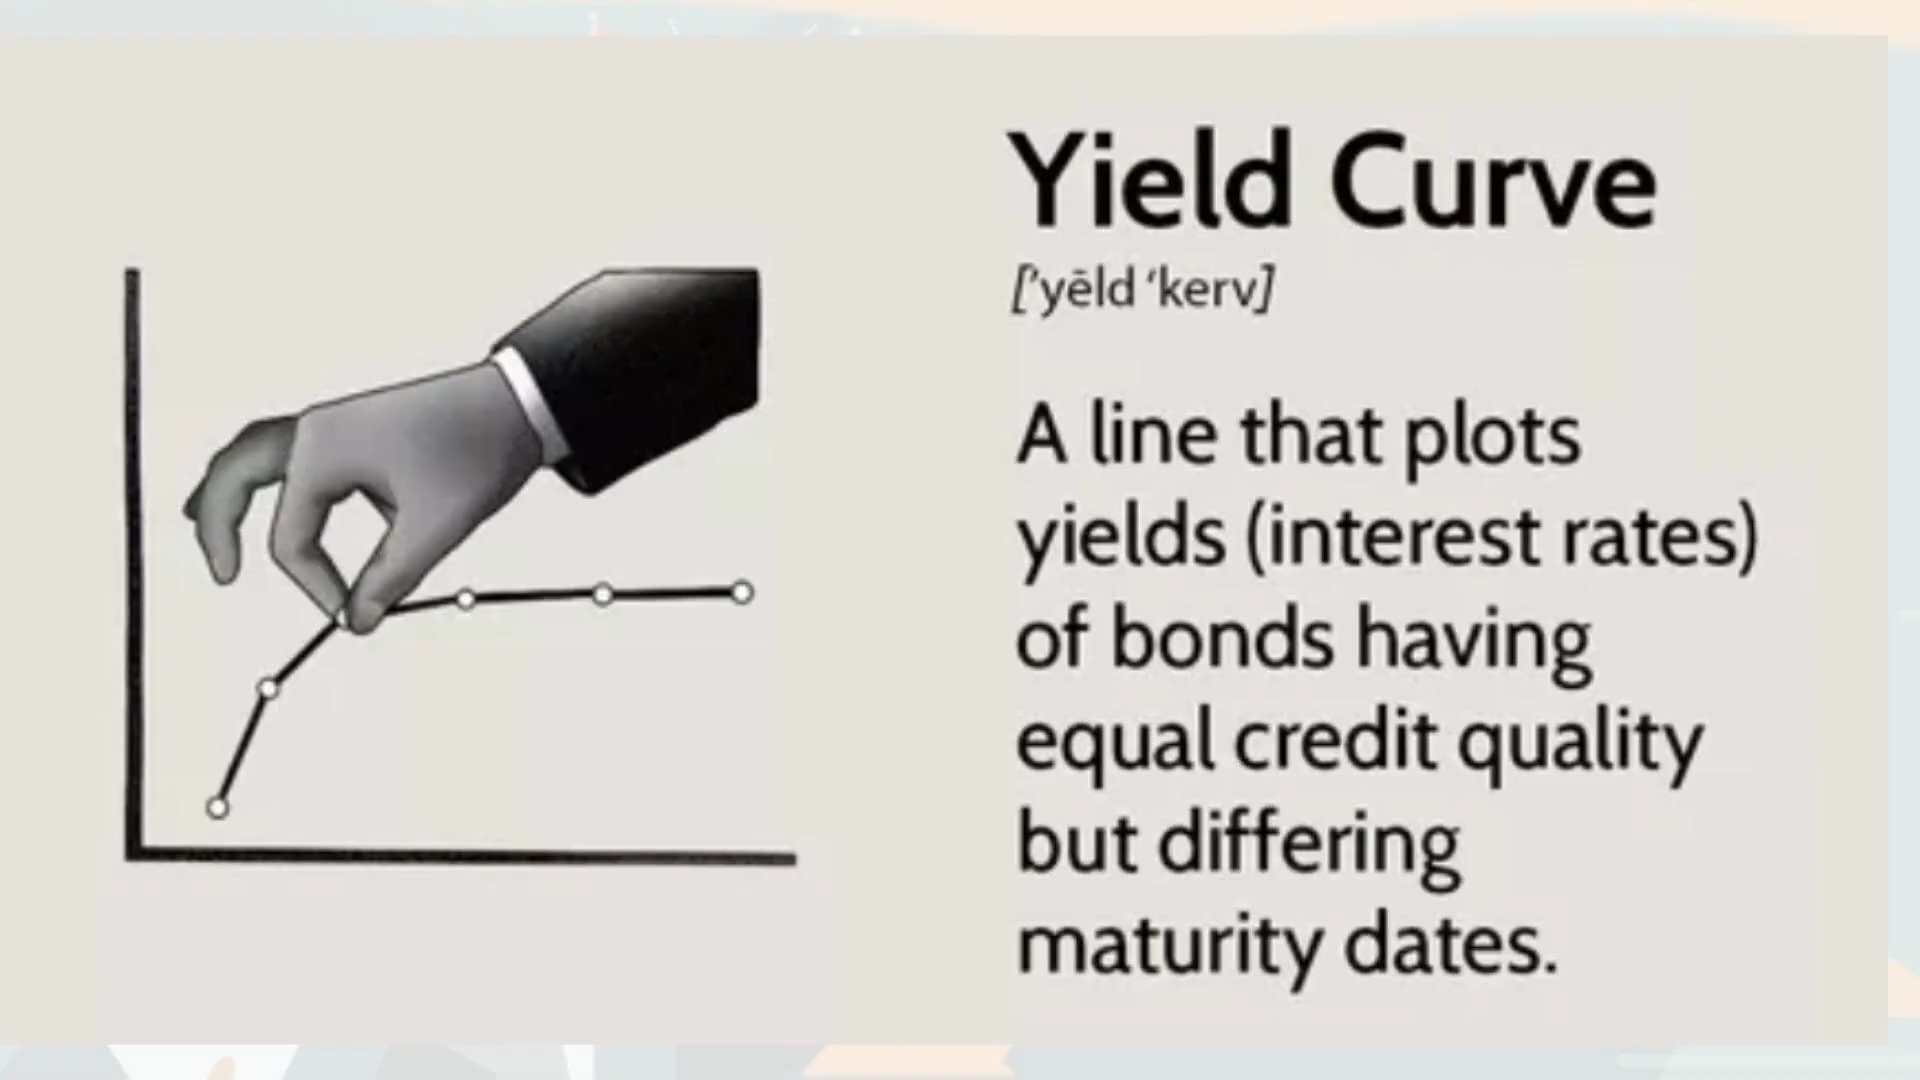 Yield Curve
['yēld ‘kerv]
A line that plots
yields (interest rates)
of bonds having
equal credit quality
but differing
maturity dates.